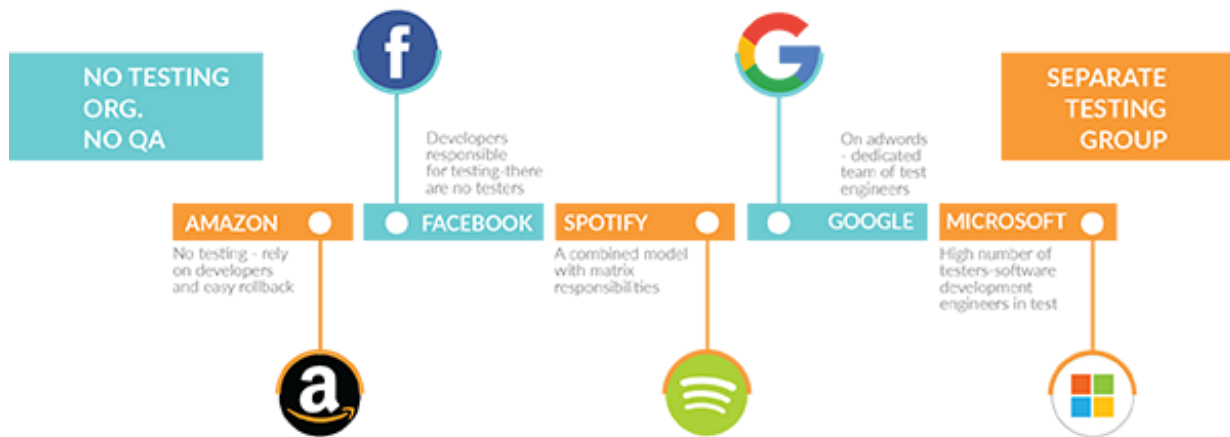 NO TESTING
ORG.
NO QA
SEPARATE
TESTING
GROUP
Developers
responsible
for testing-there
are no testers
On adwords
- dedicated
team of test
engineers
AMAZON
FACEBOOK
SPOTIFY
GOOGLE
MICROSOFT
No testing - rely
on developers
and easy rollback
A combined model
with matrix
responsibilities
High number of
testers-software
development
engineers in test